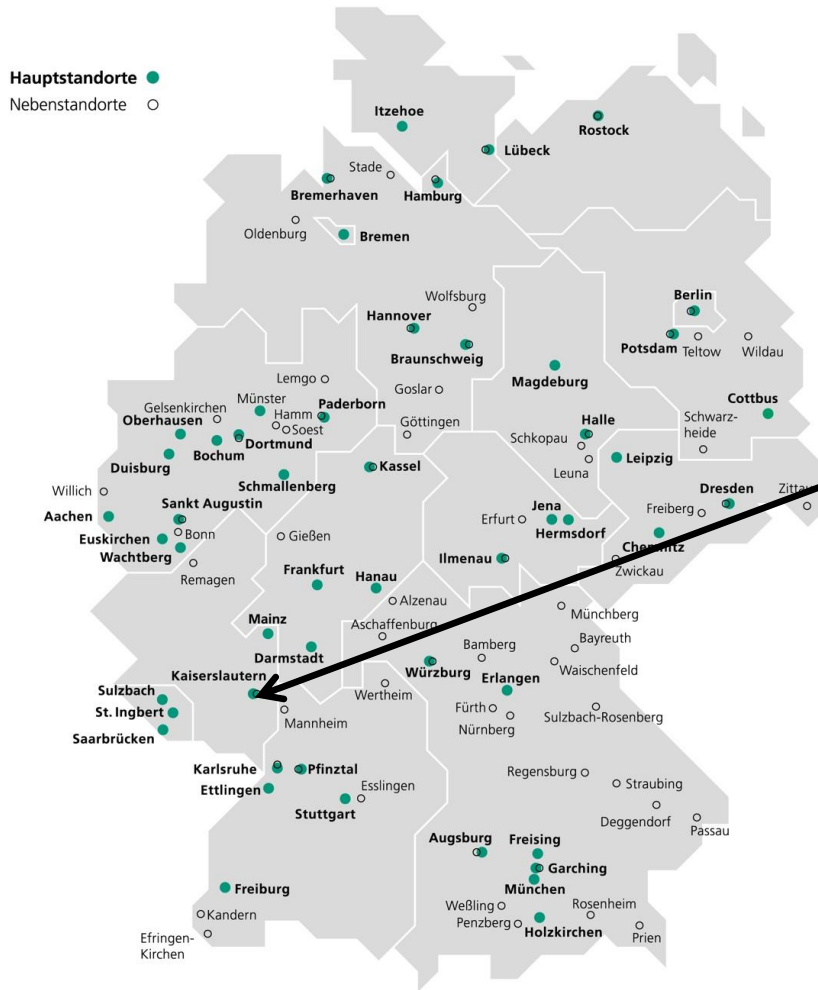 Hauptstandorte
Nebenstandorte
Itzehoe
Rostock
Lübeck
Stade
Bremerhaven
Hamburg
Oldenburg
Bremen
Wolfsburg
Berlin
Hannover
Potsdam
Teltow
Wildau
Braunschweig
Magdeburg
Lemgo
Goslar
Cottbus
Münster
Gelsenkirchen
Hamm
Paderborn
Oberhausen
Soest
Göttingen
Halle
Schwarz-
heide
Bochum
Dortmund
Schkopau
Duisburg
Leuna
Leipzig
Kassel
Schmallenberg
Willich
Sankt Augustin
Dresden
Zittau
Aachen
Jena
Freiberg
Erfurt
Hermsdorf
Euskirchen
Bonn
Gießen
Chemnitz
Wachtberg
Ilmenau
Remagen
Zwickau
Frankfurt
Hanau
Alzenau
Münchberg
Mainz
Aschaffenburg
Bayreuth
Darmstadt
Bamberg
Waischenfeld
Würzburg
Kaiserslautern
Erlangen
Sulzbach
Wertheim
St. Ingbert
Mannheim
Fürth
Nürnberg
Sulzbach-Rosenberg
Saarbrücken
Karlsruhe
Pfinztal
Regensburg
Straubing
Ettlingen
Esslingen
Stuttgart
Deggendorf
Passau
Augsburg
Freising
Garching
München
Freiburg
Weßling
Rosenheim
Kandern
Penzberg
Holzkirchen
Prien
Efringen-
Kirchen